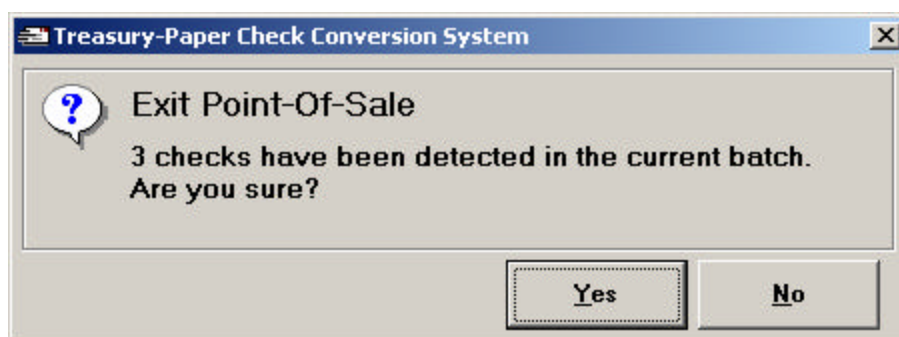 Treasury-Paper Check Conversion System
Exit Point-Of-Sale
3 checks have been detected in the current batch.
Are you sure?
Yes No